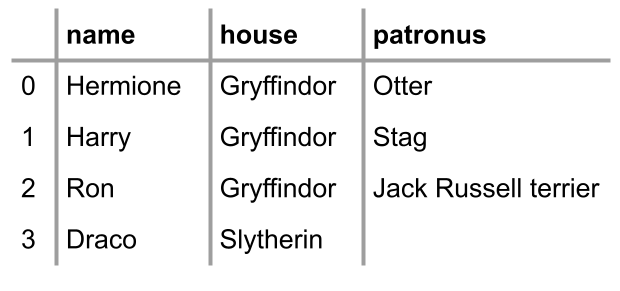 name house patronus
0 Hermione Gryffindor Otter
1 Harry Gryffindor Stag
2 Ron Gryffindor Jack Russell terrier
3 Draco Slytherin